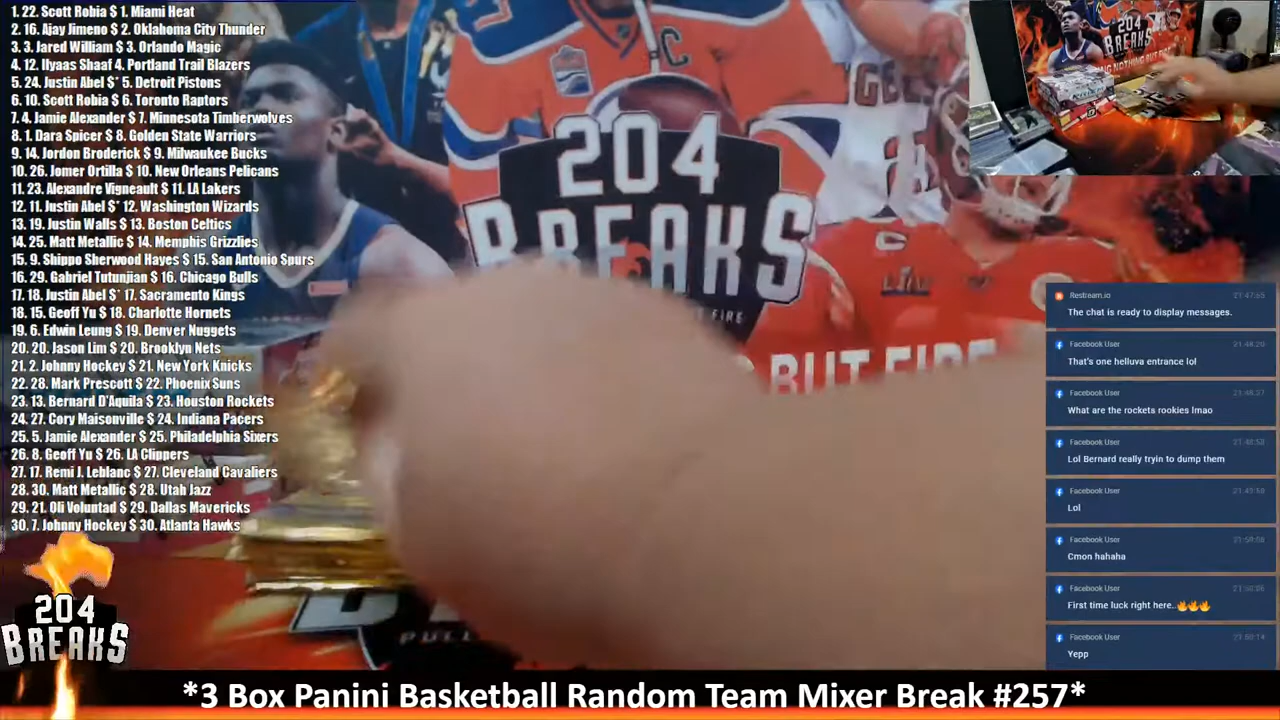 1. 22. Scott Robia $ 1. Miami Heat
2. 16. Ajay Jimeno $ 2. Oklahoma City Thunder
3. 3. Jared William $ 3. Orlando Magic
4. 12. Ilyaas Shaaf 4. Portland Trail Blazers
5. 24. Justin Abel $* 5. Detroit Pistons
6. 10. Scott Robia $ 6. Toronto Raptors
7. 4. Jamie Alexander $ 7. Minnesota Timberwolves
8. 1. Dara Spicer $ 8. Golden State Warriors
9. 14. Jordon Broderick $ 9. Milwaukee Bucks
10. 26. Jomer Ortilla $ 10. New Orleans Pelicans
11. 23. Alexandre Vigneault $ 11. LA Lakers
12. 11. Justin Abel $* 12. Washington Wizards
13. 19. Justin Walls $ 13. Boston Celtics
14. 25. Matt Metallic $ 14. Memphis Grizzlies
15. 9. Shippo Sherwood Hayes $ 15. San Antonio Spurs
16. 29. Gabriel Tutunjian $ 16. Chicago Bulls
17. 18. Justin Abel $* 17. Sacramento Kings
18. 15. Geoff Yu $ 18. Charlotte Hornets
19. 6. Edwin Leung $ 19. Denver Nuggets
20. 20. Jason Lim $ 20. Brooklyn Nets
21. 2. Johnny Hockey $ 21. New York Knicks
22. 28. Mark Prescott $ 22. Phoenix Suns
23. 13. Bernard D'Aquila $ 23. Houston Rockets
24. 27. Cory Maisonville $ 24. Indiana Pacers
25. 5. Jamie Alexander $ 25. Philadelphia Sixers
26. 8. Geoff Yu $ 26. LA Clippers
27. 17. Remi J. Leblanc $ 27. Cleveland Cavaliers
28. 30. Matt Metallic $ 28. Utah Jazz
29. 21. Oli Voluntad $ 29. Dallas Mavericks
30. 7. Johnny Hockey $ 30. Atlanta Hawks
204
BREAKS
C
204
BREAKS
FIRE
BUT FIRE
C
LIV
204
BREAKS
NG NOTHING BUT FIRE
Restream.io
The chat is ready to display messages.
Facebook User
That's one helluva entrance lol
Facebook User
What are the rockets rookies lmao
Facebook User
Lol Bernard really tryin to dump them
Facebook User
Lol
Facebook User
Cmon hahaha
Facebook User
First time luck right here..🔥🔥🔥
Facebook User
Yepp
*3 Box Panini Basketball Random Team Mixer Break #257*